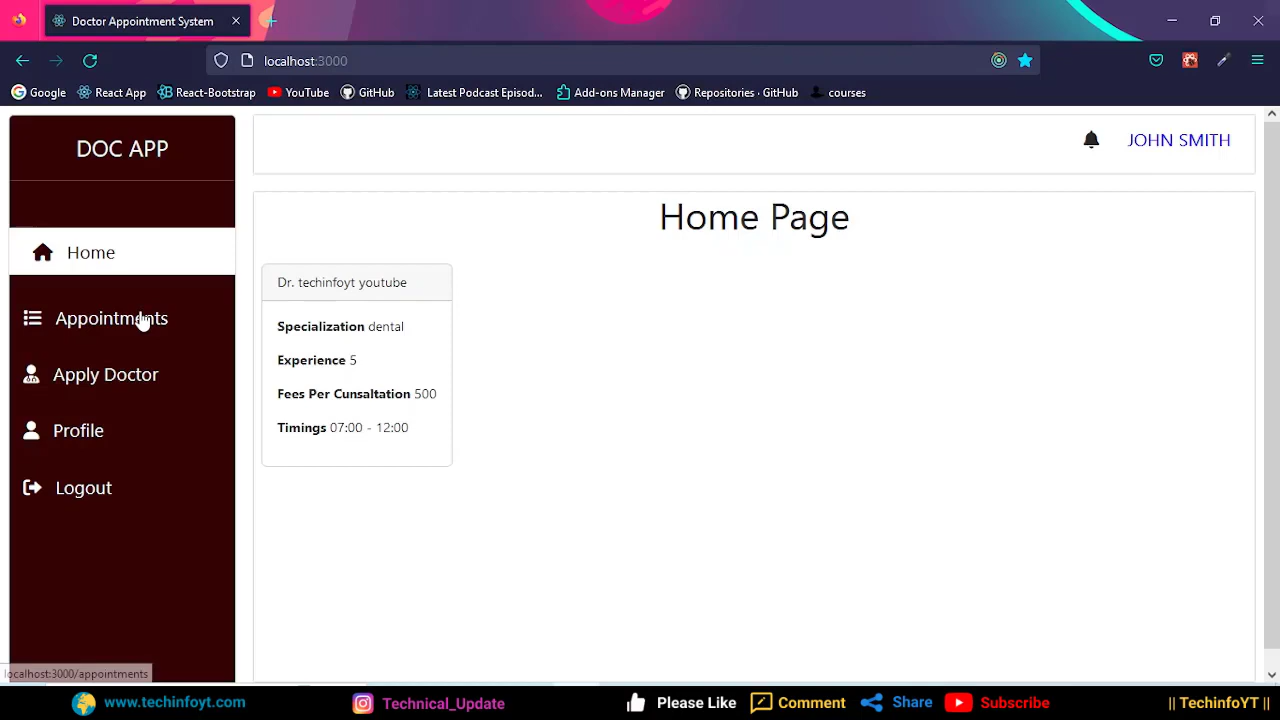 Doctor Appointment System
localhost:3000
Google
React App
React-Bootstrap
YouTube
GitHub
Latest Podcast Episod...
Add-ons Manager
Repositories · GitHub
courses
DOC APP
JOHN SMITH
Home
Appointments
Apply Doctor
Profile
Logout
Home Page
Dr. techinfoyt youtube
Specialization dental
Experience 5
Fees Per Cunsaltation 500
Timings 07:00 - 12:00
localhost:3000/appointments
www.techinfoyt.com
Technical_Update
Please Like
Comment
Share
Subscribe
|| TechinfoYT ||